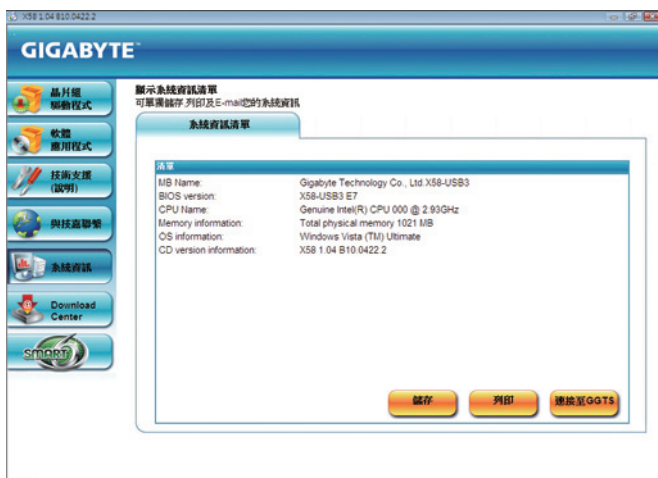 X58 1.04 B10.0422.2
GIGABYTE™
晶片組
驅動程式
軟體
應用程式
技術支援
(說明)
與技嘉聯繫
系統資訊
Download
Center
SMART
顯示系統資訊清單
可單獨儲存.列印及E-mail您的系統資訊
系統資訊清單
清單
MB Name: Gigabyte Technology Co., Ltd.X58-USB3
BIOS version: X58-USB3 E7
CPU Name: Genuine Intel(R) CPU 000 @ 2.93GHz
Memory information: Total physical memory 1021 MB
OS information: Windows Vista (TM) Ultimate
CD version information: X58 1.04 B10.0422.2
儲存
列印
連接至GGTS